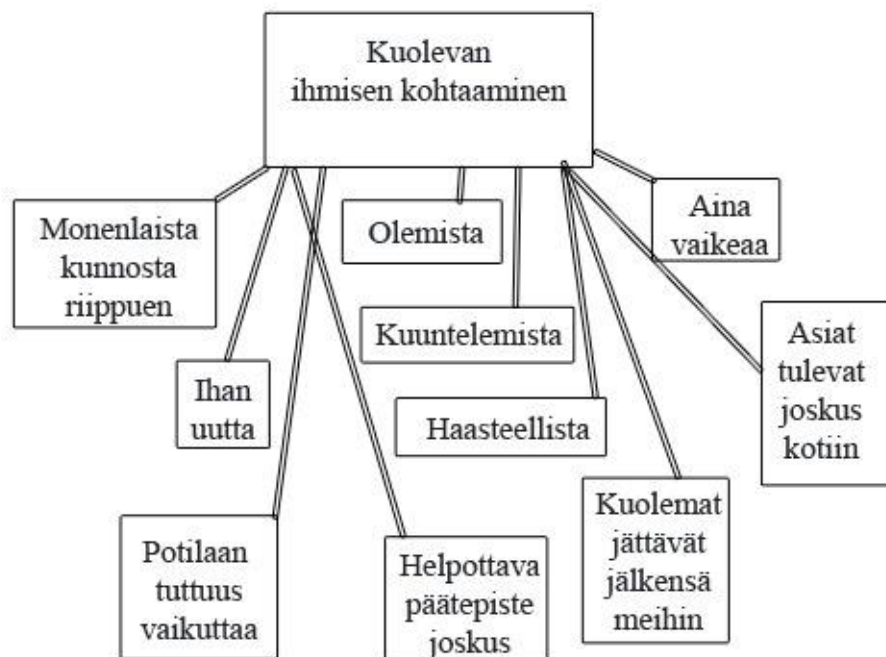 Kuolevan
ihmisen kohtaaminen
Monenlaista
kunnosta
riippuen
Olemista
Aina
vaikeaa
Kuuntelemista
Asiat
tulevat
joskus
kotiin
Ihan
uutta
Haasteellista
Kuolemat
jättävät
jälkensä
meihin
Potilaan
tuttuus
vaikuttaa
Helpottava
päätepiste
joskus